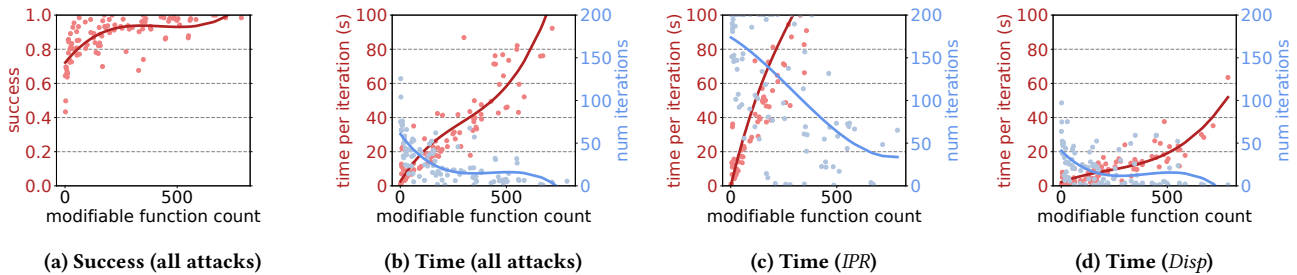 1.0
0.8
0.6
0.4
0.2
0.0
success
0 500
modifiable function count
(a) Success (all attacks)
100
80
60
40
20
0
time per iteration (s)
200
150
100
50
0
num iterations
0 500
modifiable function count
(b) Time (all attacks)
100
80
60
40
20
0
time per iteration (s)
200
150
100
50
0
num iterations
0 500
modifiable function count
(c) Time (IPR)
100
80
60
40
20
0
time per iteration (s)
200
150
100
50
0
num iterations
0 500
modifiable function count
(d) Time (Disp)